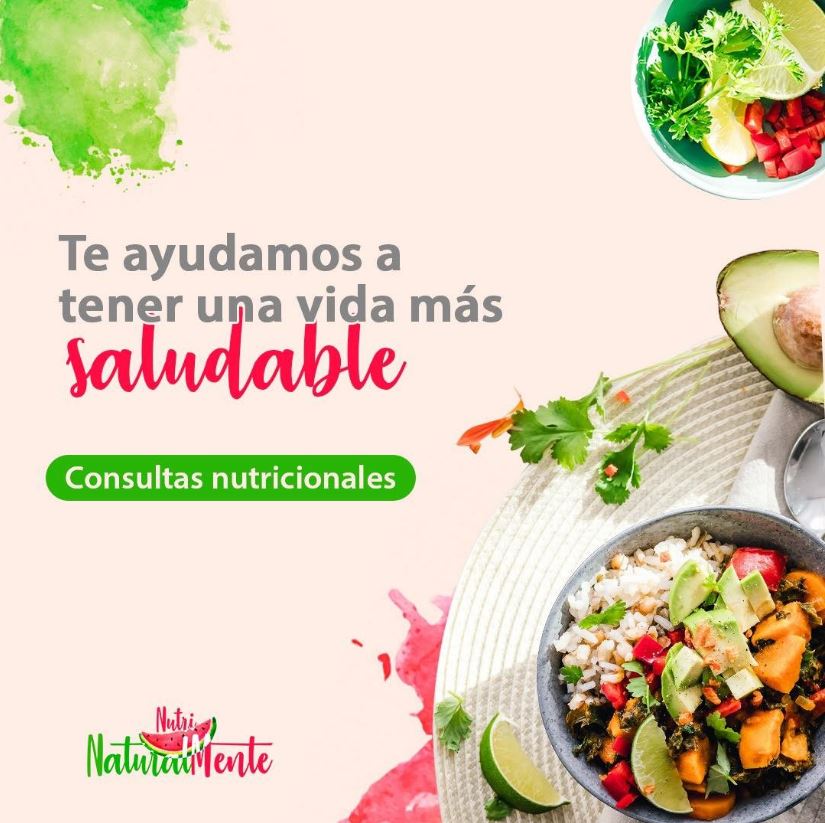 Te ayudamos a
tener una vida más
saludable
Consultas nutricionales
Nutri
NaturalMente